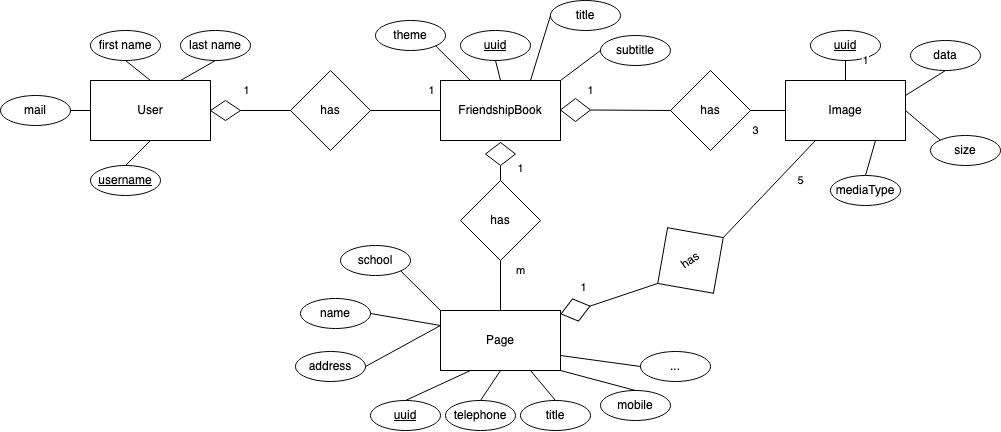 title
theme
uuid
subtitle
first name
last name
uuid
1
data
mail
User
1
has
1
FriendshipBook
1
has
3
Image
size
username
1
5
mediaType
has
has
school
m
1
name
Page
address
...
uuid
telephone
title
mobile